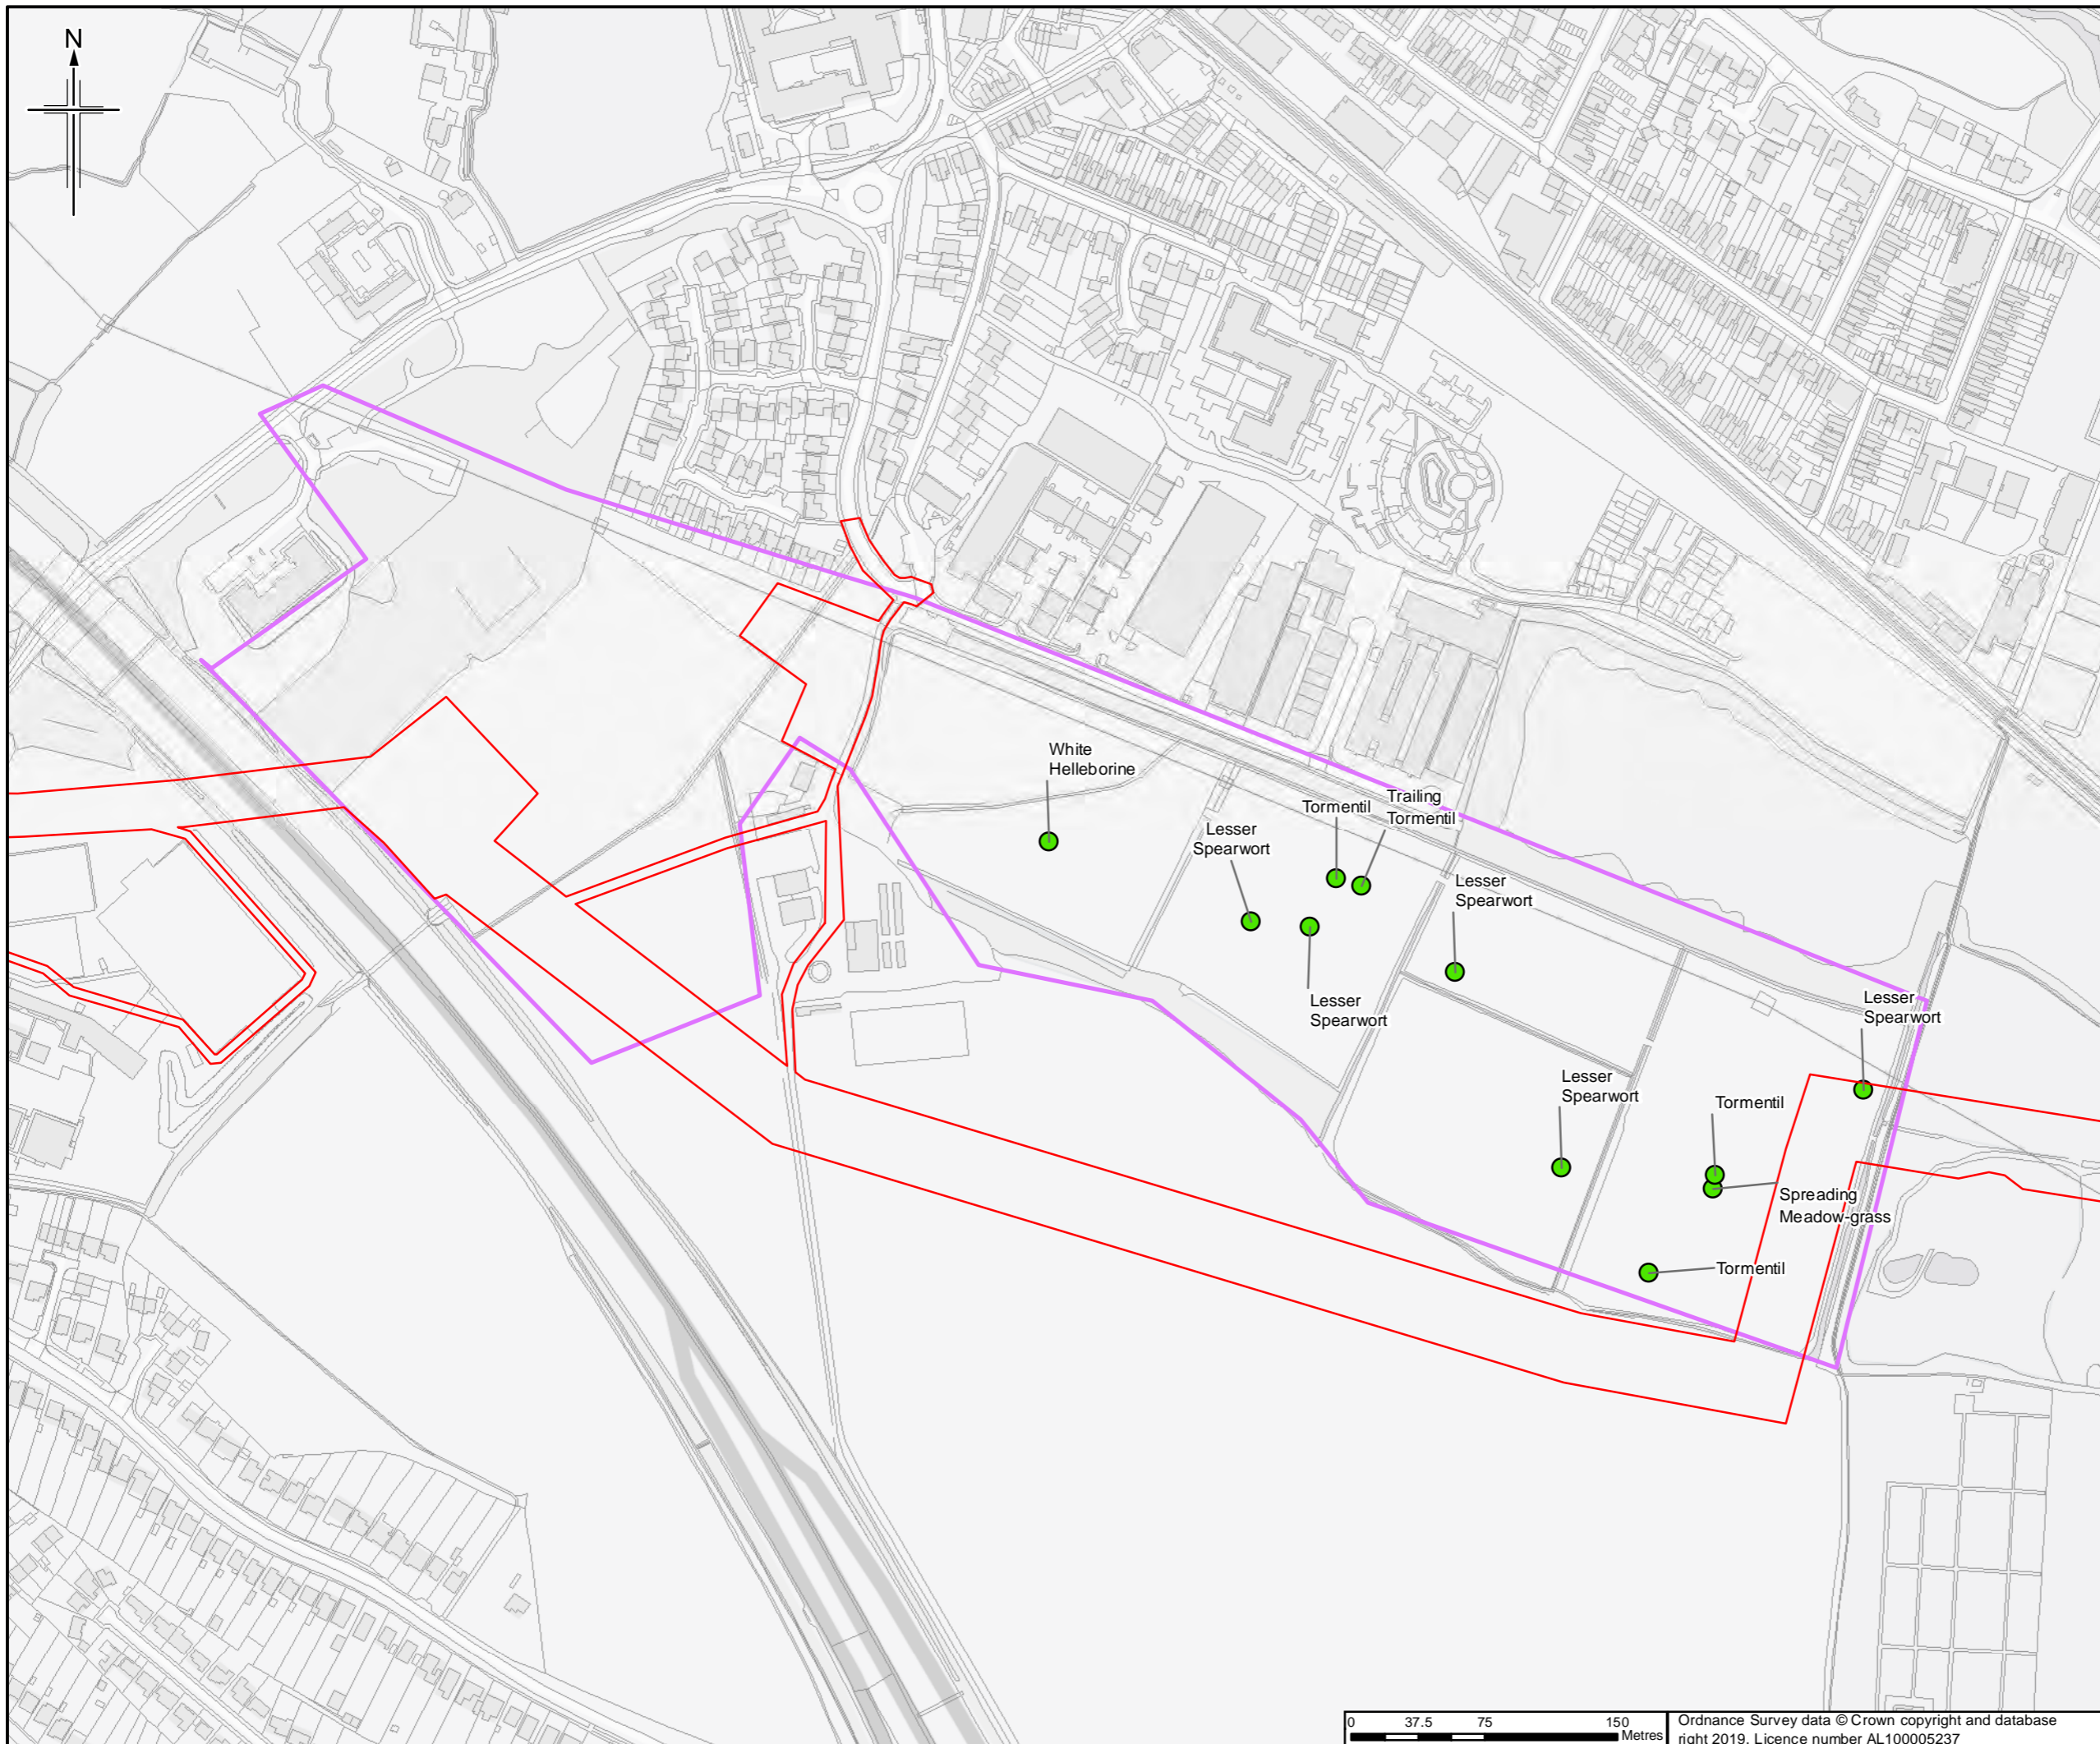 N
White
Helleborine
Trailing
Tormentil
Tormentil
Lesser
Spearwort
Lesser
Spearwort
Lesser
Spearwort
Lesser
Spearwort
Lesser
Spearwort
Tormentil
Spreading
Meadow-grass
Tormentil
0 37.5 75 150
Metres
Ordnance Survey data © Crown copyright and database
right 2019. Licence number AL100005237